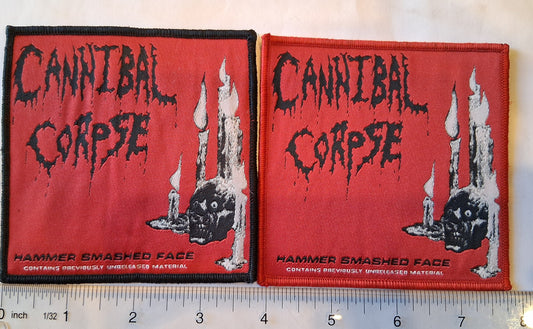 CANNIBAL
CORPSE
HAMMER SMASHED FACE
CONTAINS PREVIOUSLY UNRELEASED MATERIAL
CANNIBAL
CORPSE
HAMMER SMASHED FACE
CONTAINS PREVIOUSLY UNRELEASED MATERIAL
0 inch 1/32 1 2 3 4 5 6 7 8